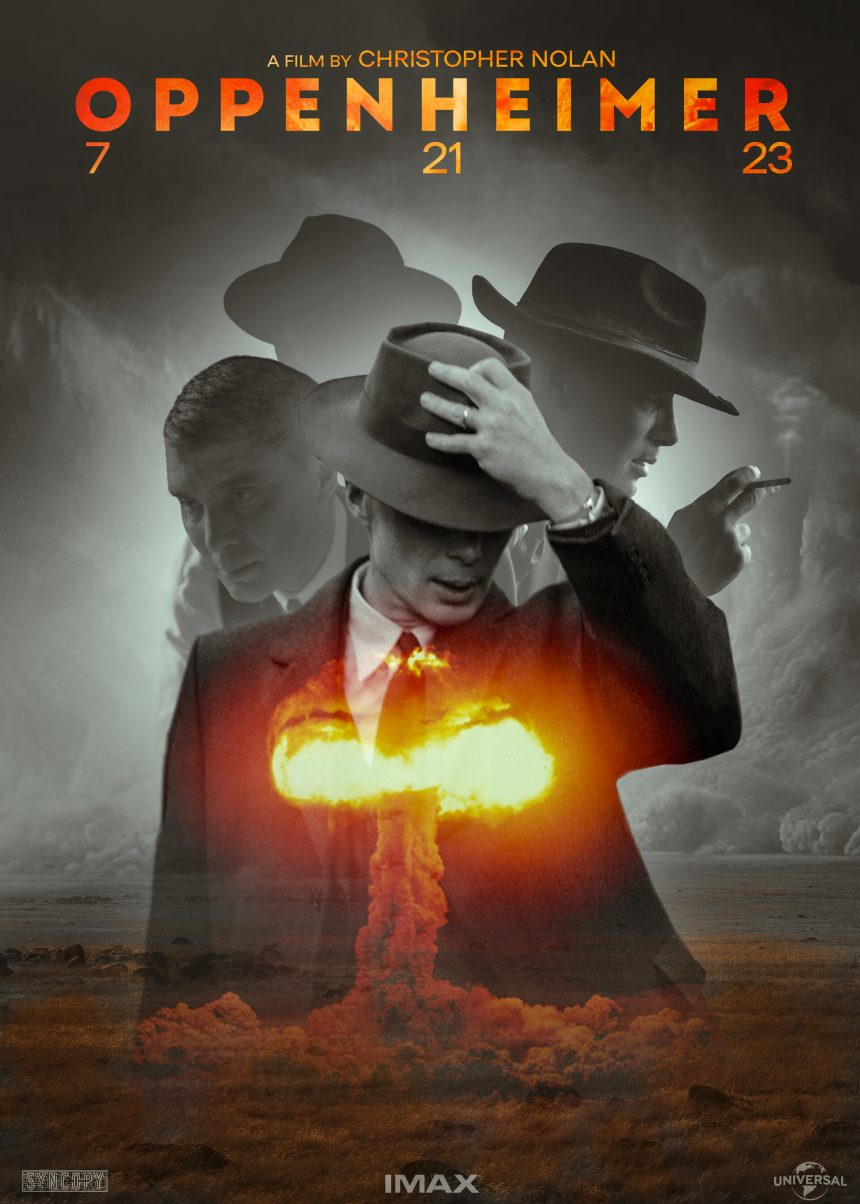 A FILM BY CHRISTOPHER NOLAN
OPPENHEIMER
7 21 23
SYNCOPY
IMAX
UNIVERSAL